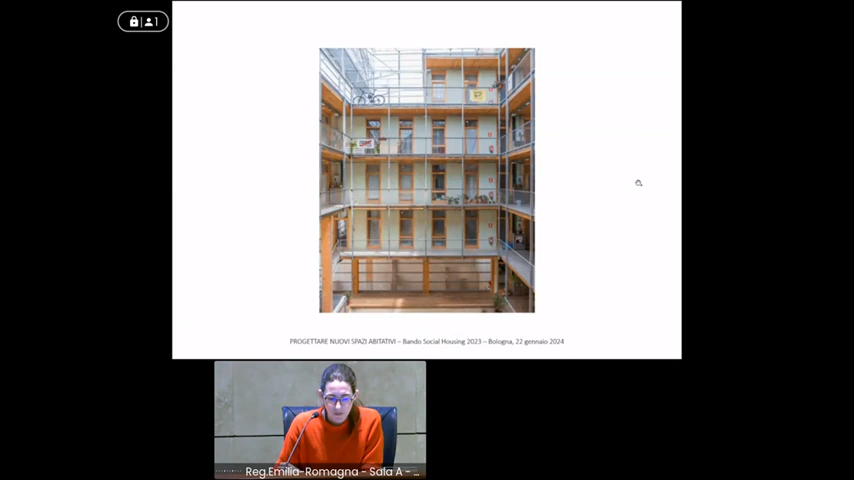 1
PROGETTARE NUOVI SPAZI ABITATIVI – Bando Social Housing 2023 – Bologna, 22 gennaio 2024
Reg.Emilia-Romagna - Sala A - ...